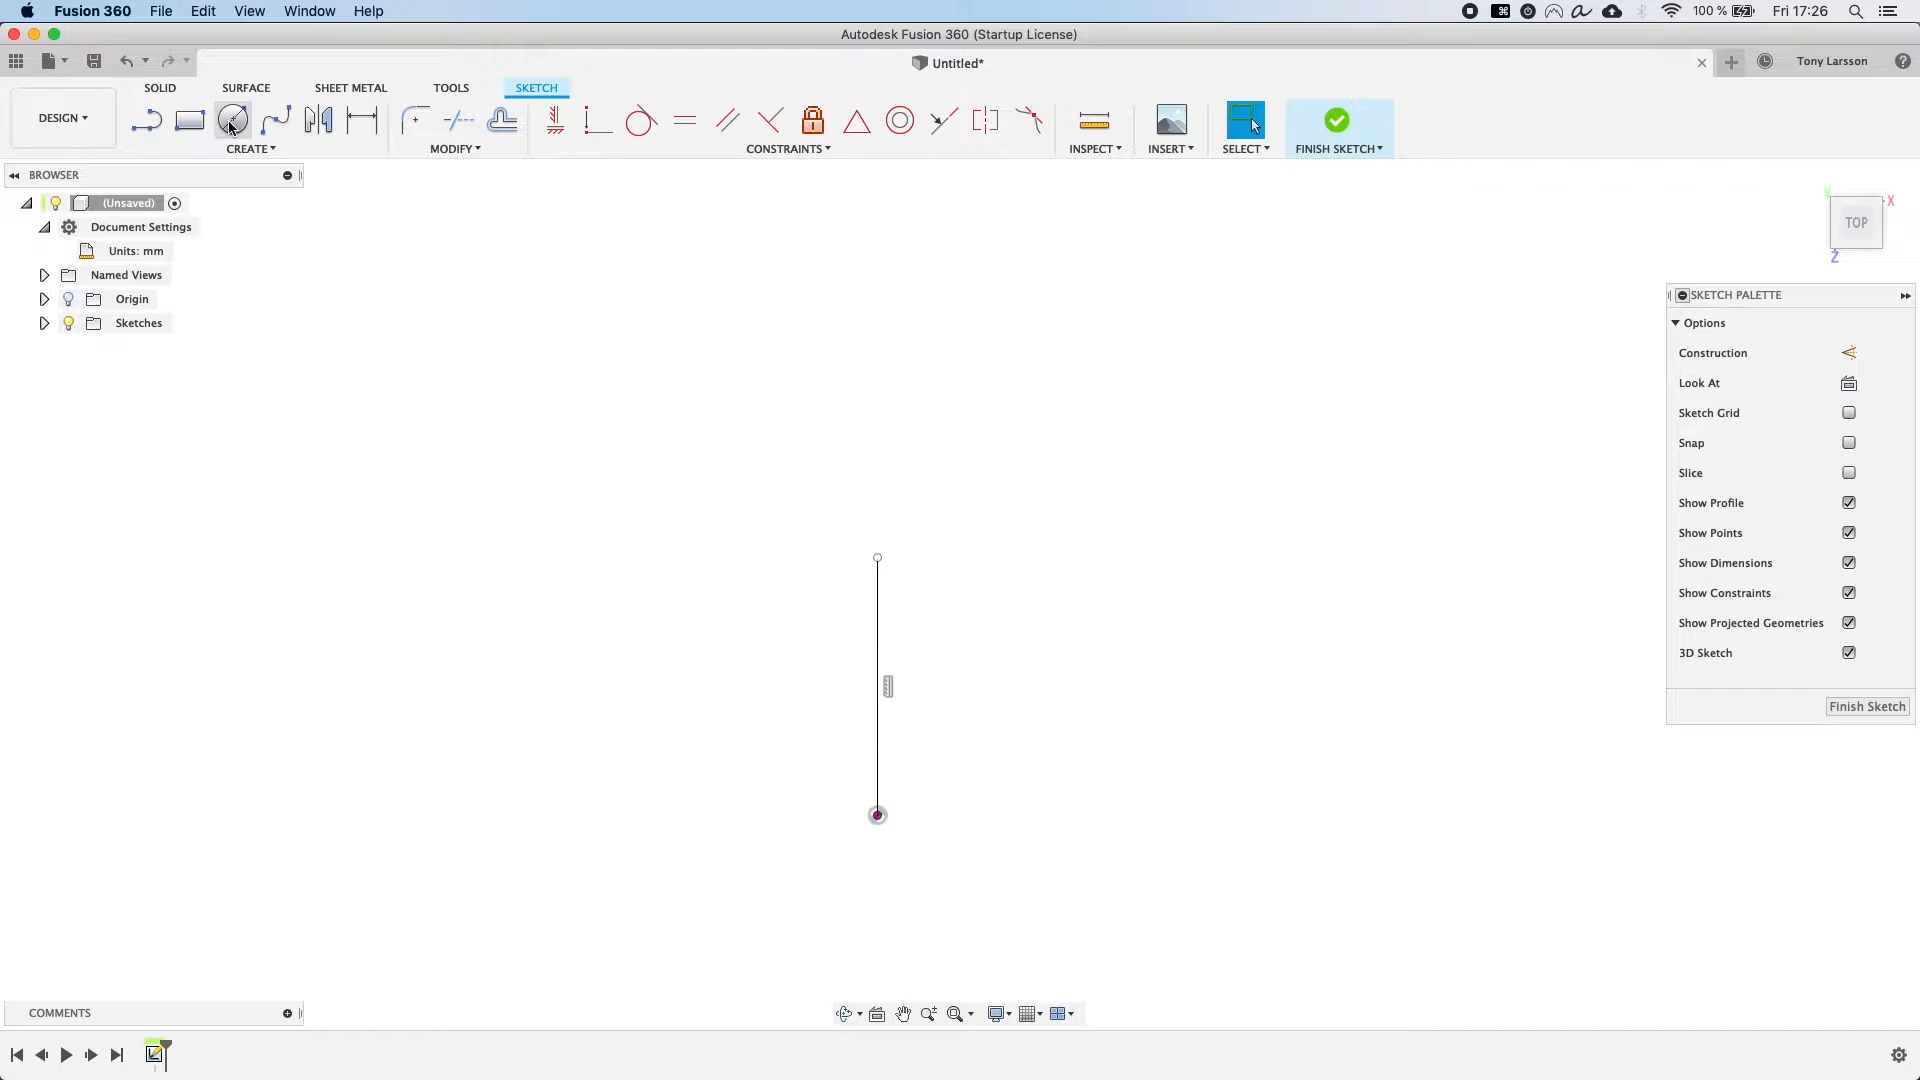 Fusion 360 File Edit View Window Help 100 % Fri 17:26
Autodesk Fusion 360 (Startup License)
Untitled* Tony Larsson
SOLID SURFACE SHEET METAL TOOLS SKETCH
DESIGN
CREATE MODIFY CONSTRAINTS INSPECT INSERT SELECT FINISH SKETCH
BROWSER
(Unsaved)
Document Settings
Units: mm
Named Views
Origin
Sketches
Y X
TOP
Z
SKETCH PALETTE
Options
Construction
Look At
Sketch Grid
Snap
Slice
Show Profile
Show Points
Show Dimensions
Show Constraints
Show Projected Geometries
3D Sketch
Finish Sketch
COMMENTS